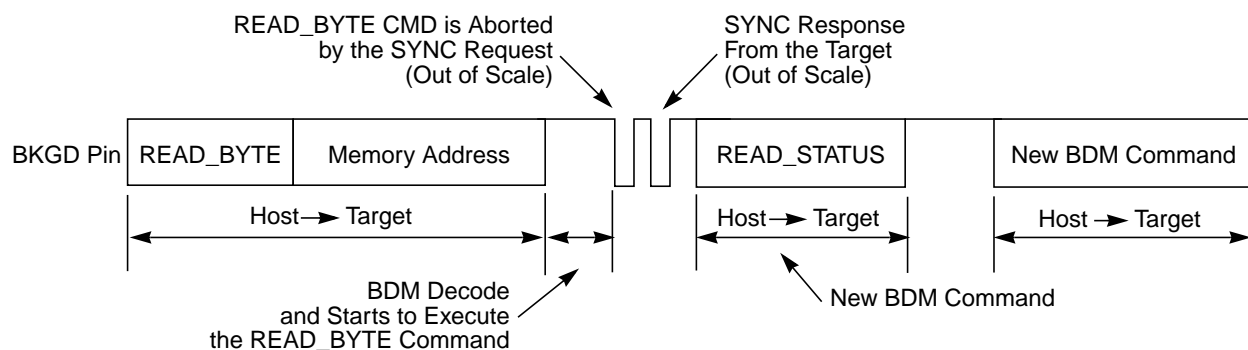 READ_BYTE CMD is Aborted
by the SYNC Request
(Out of Scale)
SYNC Response
From the Target
(Out of Scale)
BKGD Pin
READ_BYTE
Memory Address
READ_STATUS
New BDM Command
Host → Target
Host → Target
Host → Target
BDM Decode
and Starts to Execute
the READ_BYTE Command
New BDM Command